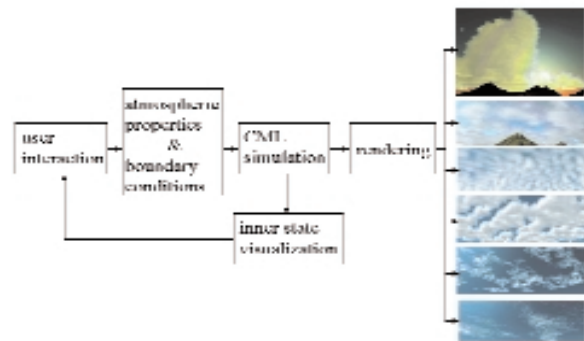 user
interaction
atmospheric
properties
&
boundary
conditions
CML
simulation
rendering
inner state
visualization